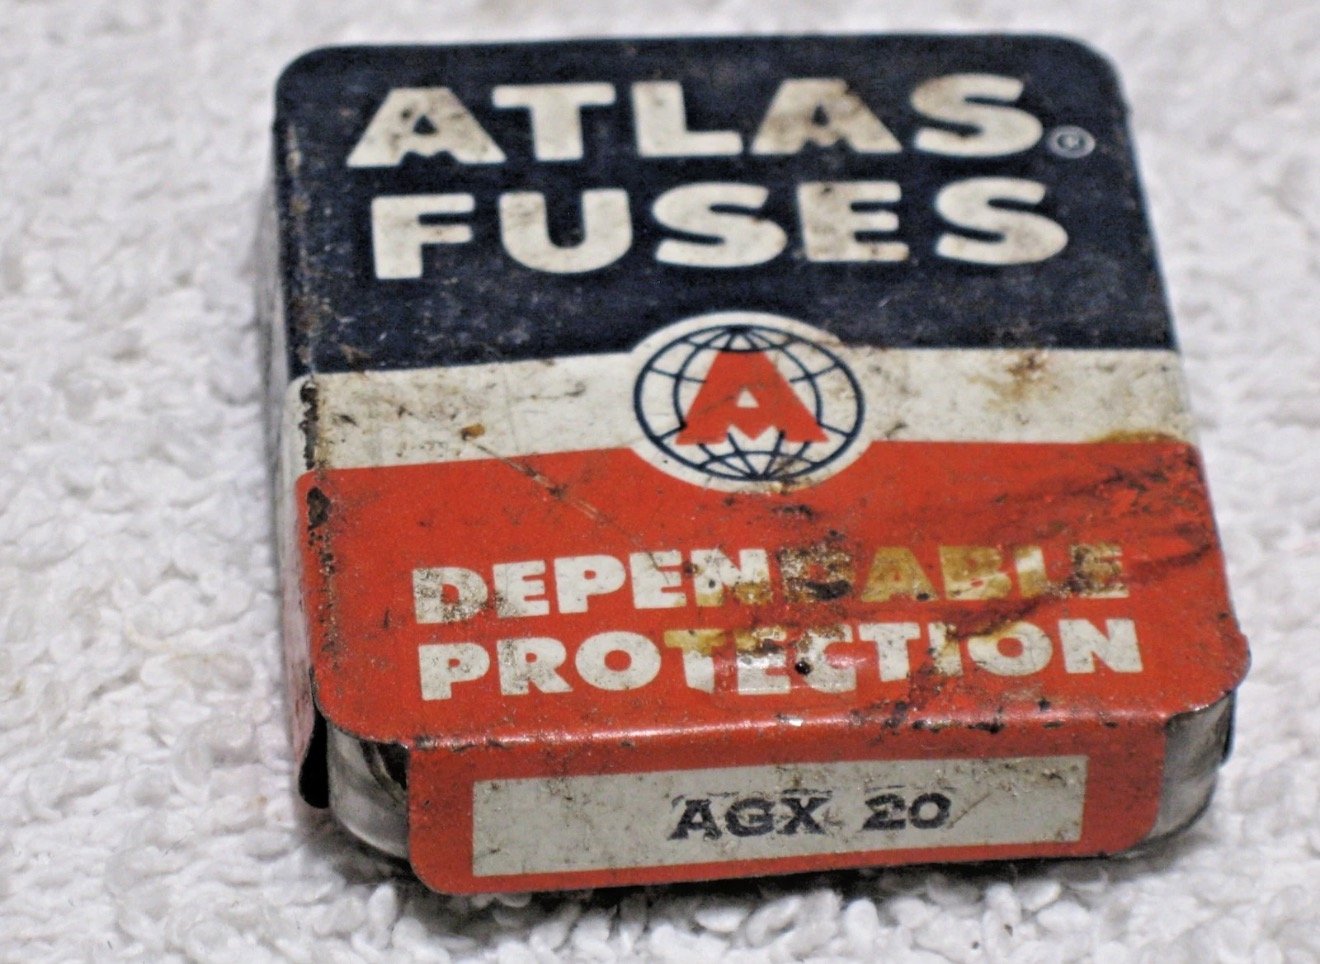 ATLAS®
FUSES
A
DEPENDABLE
PROTECTION
AGX 20